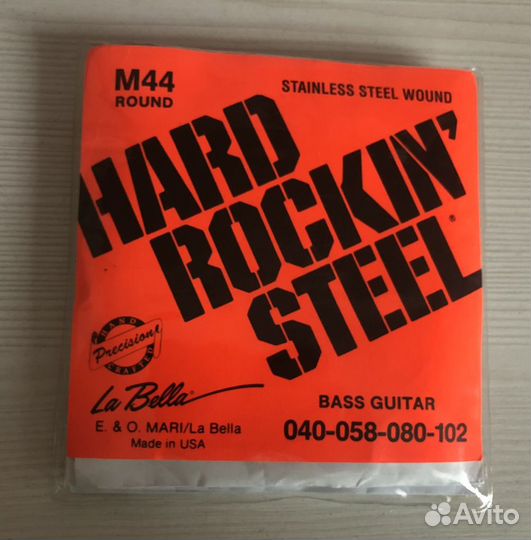 M44
ROUND
STAINLESS STEEL WOUND
HARD
ROCKIN'
STEEL®
HAND
Precision
CRAFTED
La Bella
E. & O. MARI/La Bella
Made in USA
BASS GUITAR
040-058-080-102
Avito